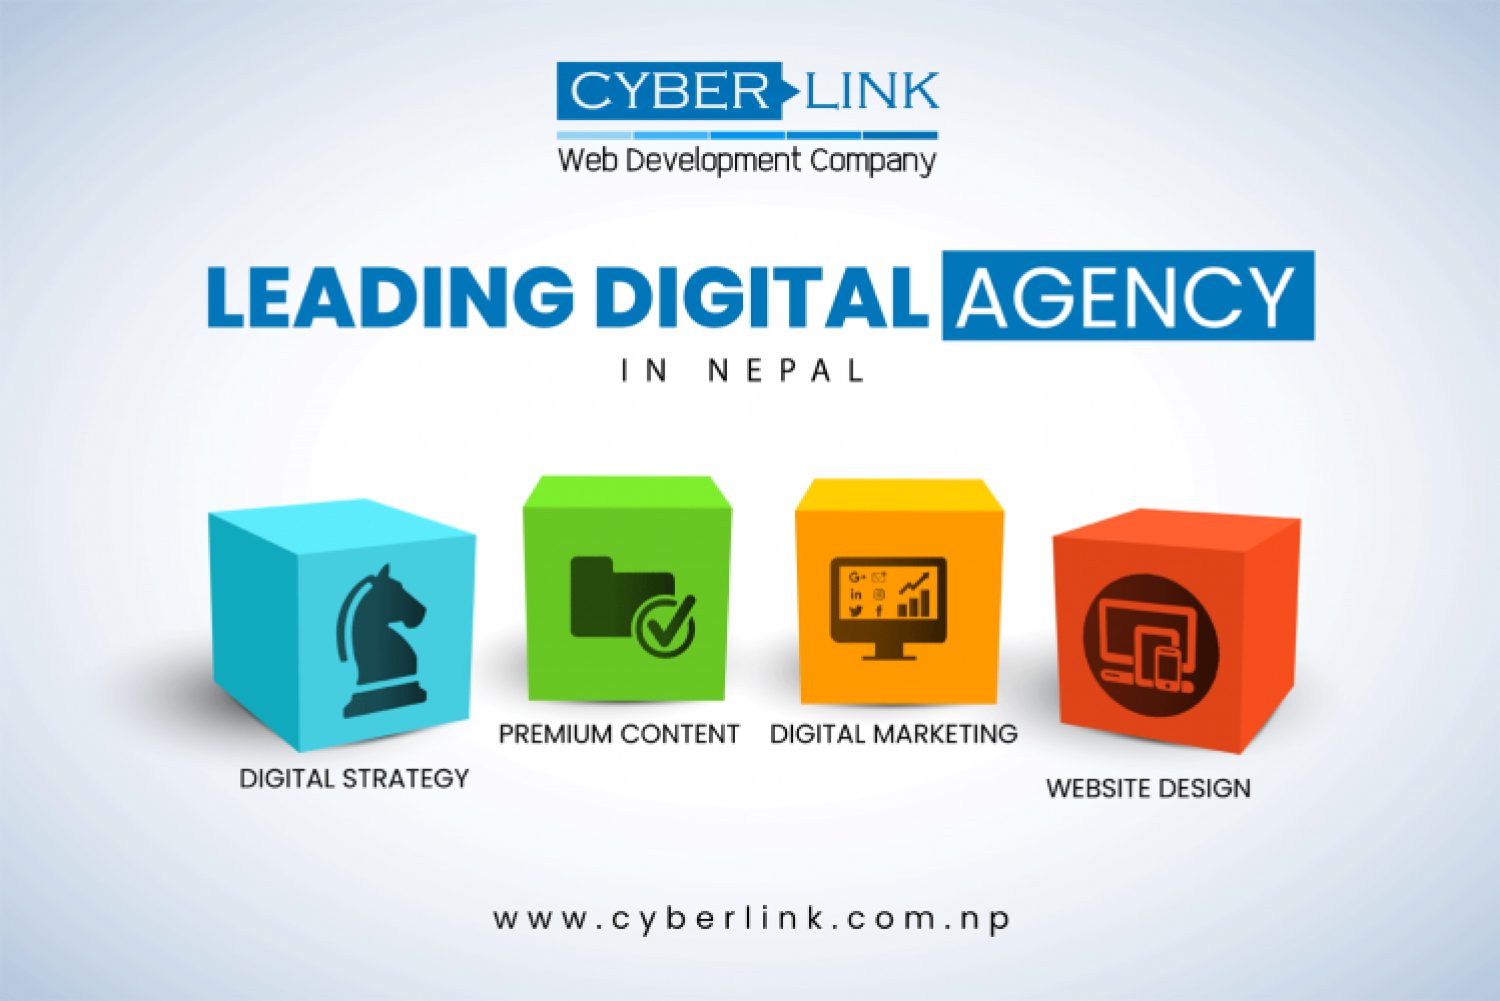 CYBER LINK
Web Development Company
LEADING DIGITAL AGENCY
IN NEPAL
G+
in
f
PREMIUM CONTENT
DIGITAL MARKETING
DIGITAL STRATEGY
WEBSITE DESIGN
www.cyberlink.com.np